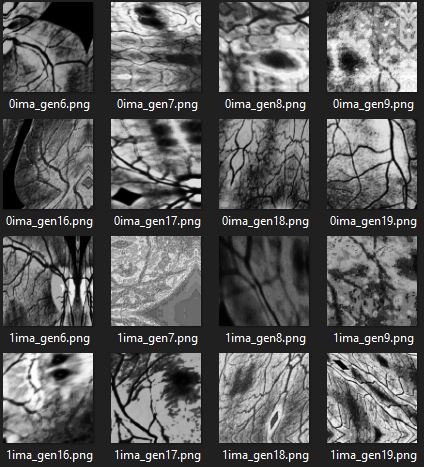 0ima_gen6.png 0ima_gen7.png 0ima_gen8.png 0ima_gen9.png
0ima_gen16.png 0ima_gen17.png 0ima_gen18.png 0ima_gen19.png
1ima_gen6.png 1ima_gen7.png 1ima_gen8.png 1ima_gen9.png
1ima_gen16.png 1ima_gen17.png 1ima_gen18.png 1ima_gen19.png